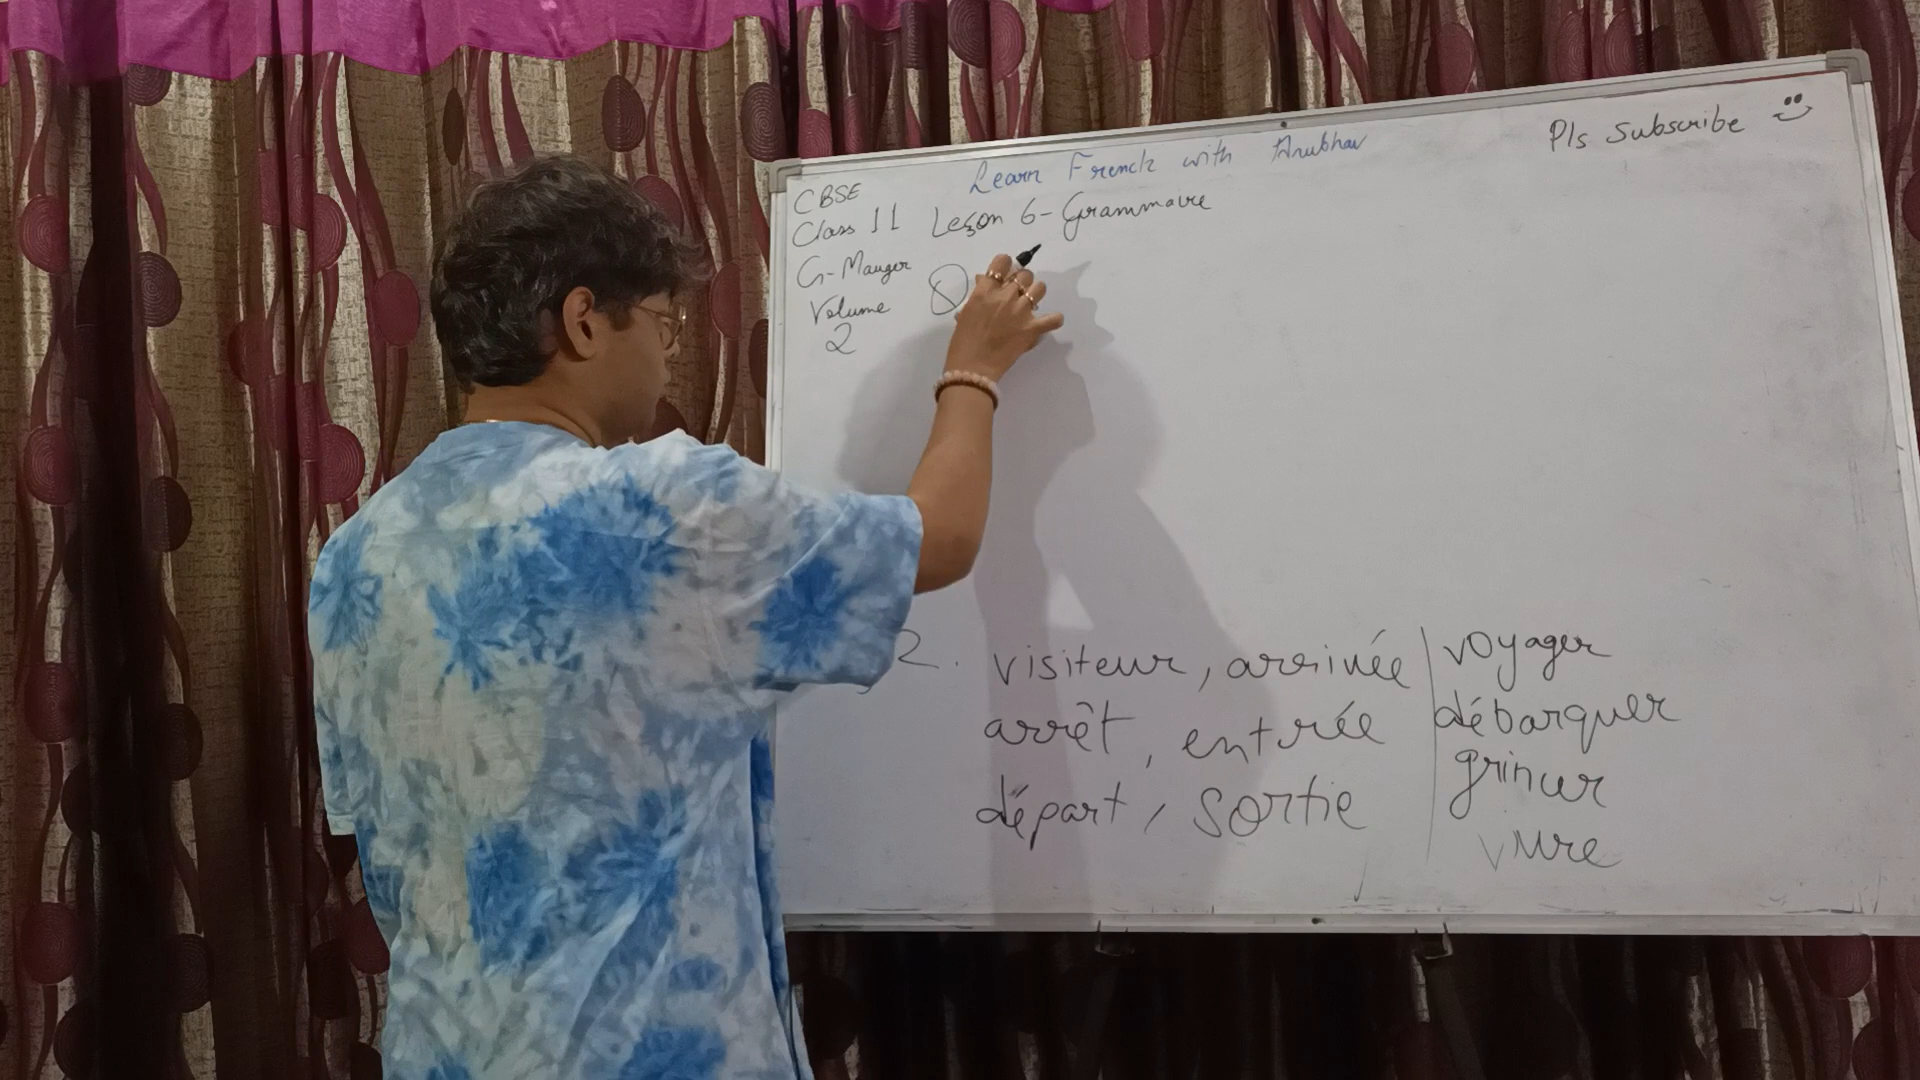 Learn French with Anubhav
Pls Subscribe
CBSE
Class 11
Leçon 6- Grammaire
G-Mauger
Volume
2
2. visiteur, arrivée
arrêt, entrée
départ, sortie
voyager
débarquer
grincer
vivre